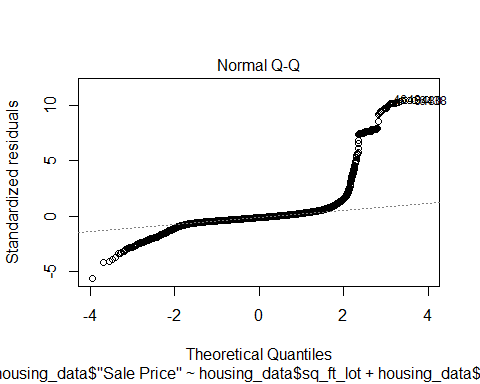 Normal Q-Q
Standardized residuals
10
5
0
-5
-4
-2
0
2
4
Theoretical Quantiles
housing_data$"Sale Price" ~ housing_data$sq_ft_lot + housing_data$